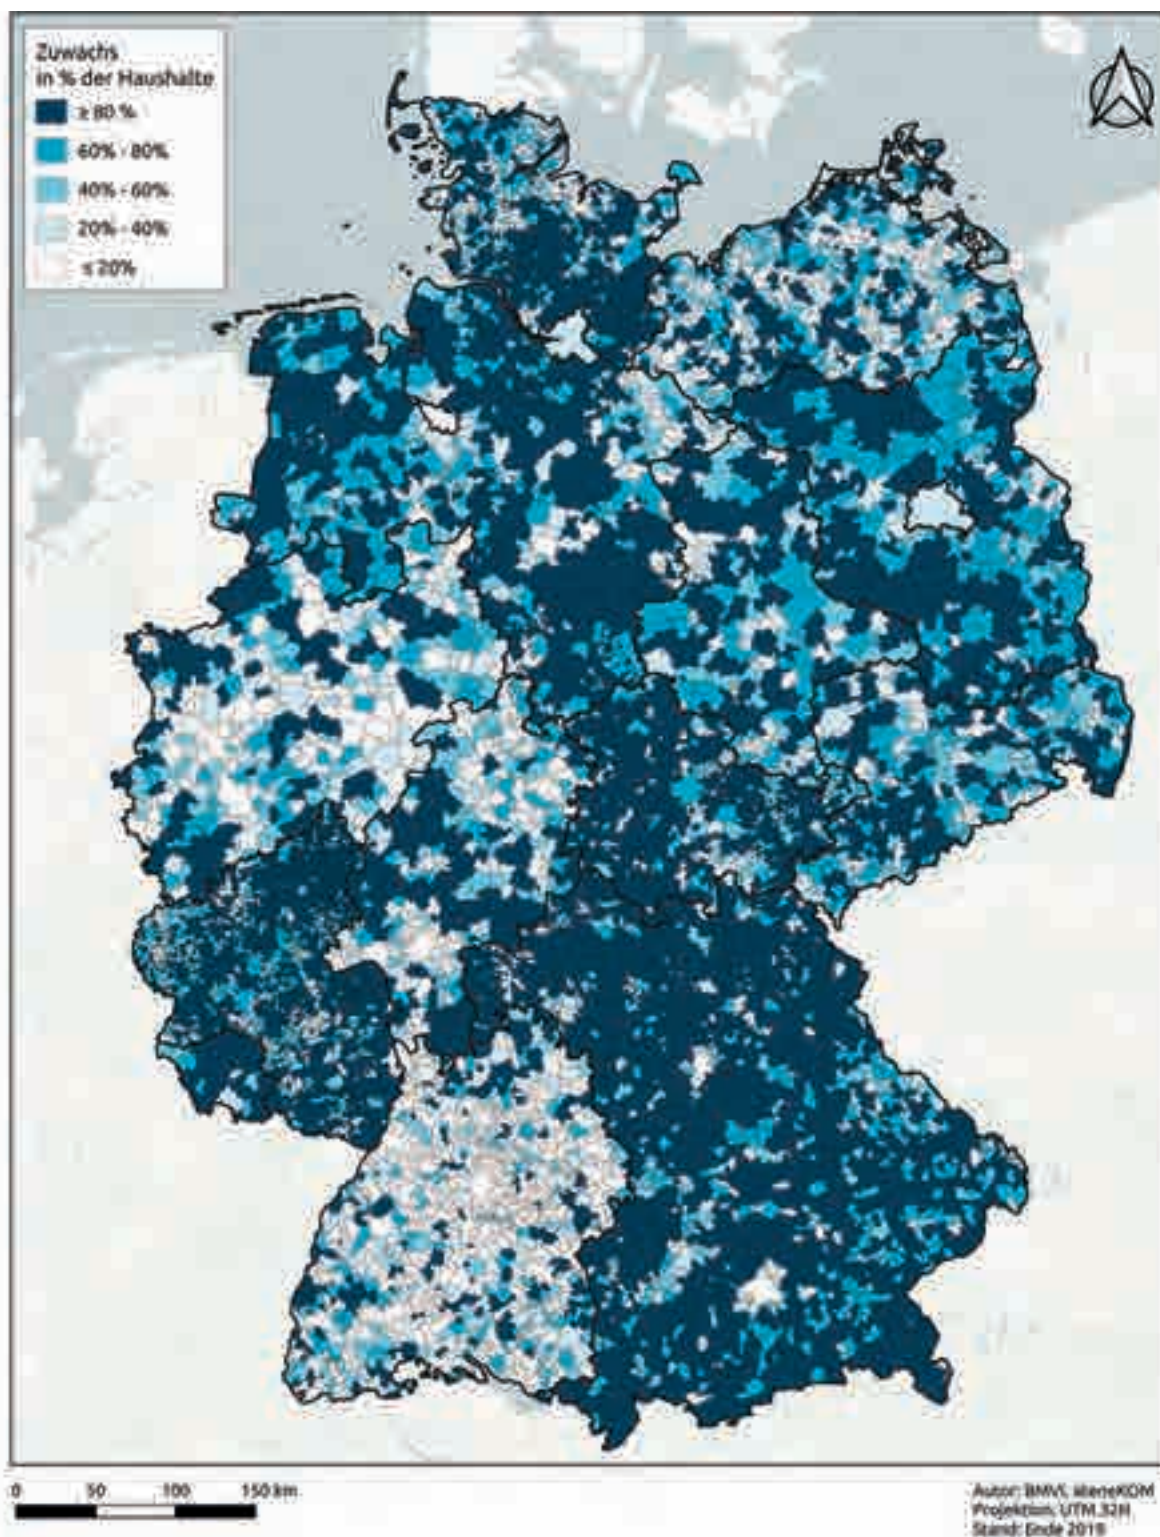 Zuwachs
in % der Haushalte
≥ 80 %
60% - 80%
40% - 60%
20% - 40%
≤ 20%
0 50 100 150 km
Autor: BMVI, ateneKOM
Projektion: UTM 32N
Stand: Ende 2019